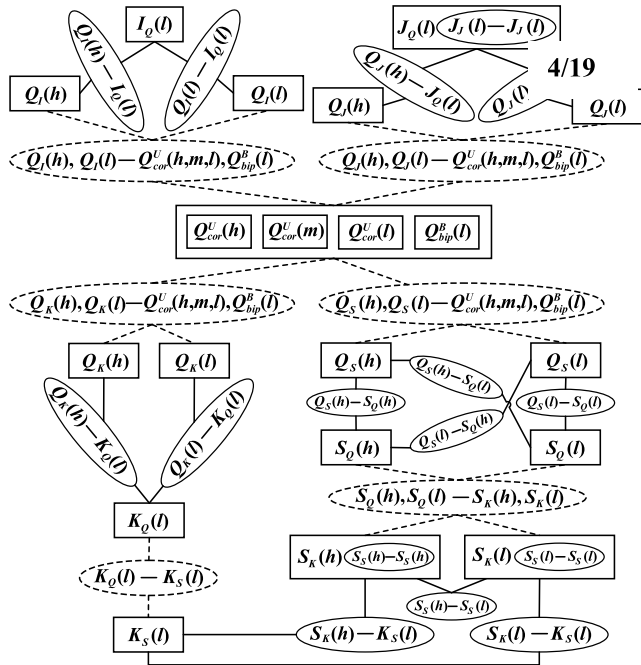 I_Q(l)
J_Q(l) J_J(l)−J_J(l)
Q_I(h)−I_Q(l)
Q_I(l)−I_Q(l)
Q_J(h)−J_Q(l)
Q_J(l)
4/19
Q_I(h)
Q_I(l)
Q_J(h)
Q_J(l)
Q_I(h), Q_I(l)−Q^U_cor(h,m,l),Q^B_bip(l)
Q_J(h),Q_J(l)−Q^U_cor(h,m,l),Q^B_bip(l)
Q^U_cor(h) Q^U_cor(m) Q^U_cor(l) Q^B_bip(l)
Q_K(h),Q_K(l)−Q^U_cor(h,m,l),Q^B_bip(l)
Q_S(h),Q_S(l)−Q^U_cor(h,m,l),Q^B_bip(l)
Q_K(h)
Q_K(l)
Q_S(h)
Q_S(l)
Q_S(h)−S_Q(l)
Q_K(h)−K_Q(l)
Q_K(l)−K_Q(l)
Q_S(h)−S_Q(h)
Q_S(l)−S_Q(l)
Q_S(l)−S_Q(h)
S_Q(h)
S_Q(l)
S_Q(h),S_Q(l)−S_K(h),S_K(l)
K_Q(l)
S_K(h) S_S(h)−S_S(h)
S_K(l) S_S(l)−S_S(l)
K_Q(l)−K_S(l)
S_S(h)−S_S(l)
K_S(l)
S_K(h)−K_S(l)
S_K(l)−K_S(l)